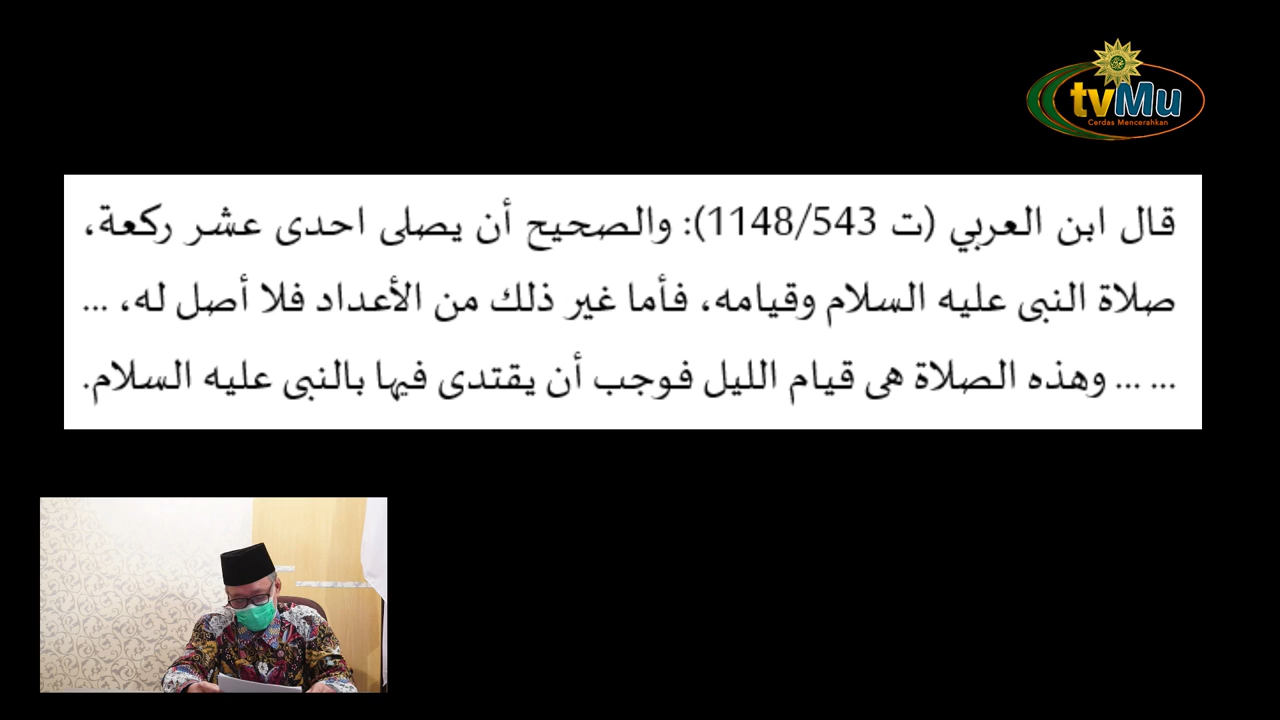 tvMu
Cerdas Mencerahkan
قال ابن العربي (ت 1148/543): والصحيح أن يصلى احدى عشر ركعة،
صلاة النبى عليه السلام وقيامه، فأما غير ذلك من الأعداد فلا أصل له، ...
... ... وهذه الصلاة هى قيام الليل فوجب أن يقتدى فيها بالنبى عليه السلام.